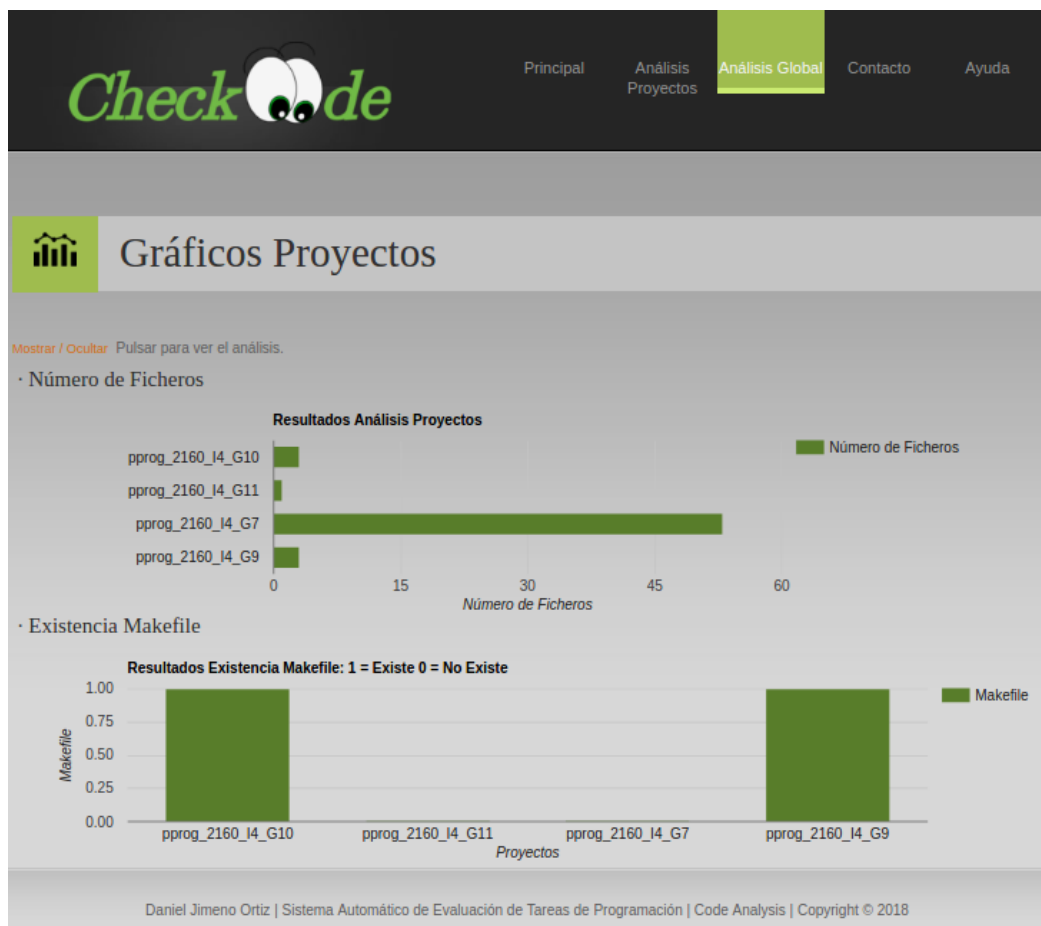 Check de
Principal
Análisis
Proyectos
Análisis Global
Contacto
Ayuda
Gráficos Proyectos
Mostrar / Ocultar Pulsar para ver el análisis.
· Número de Ficheros
Resultados Análisis Proyectos
Número de Ficheros
pprog_2160_I4_G10
pprog_2160_I4_G11
pprog_2160_I4_G7
pprog_2160_I4_G9
0 15 30 45 60
Número de Ficheros
· Existencia Makefile
Resultados Existencia Makefile: 1 = Existe 0 = No Existe
Makefile
1.00
0.75
0.50
0.25
0.00
Makefile
pprog_2160_I4_G10 pprog_2160_I4_G11 pprog_2160_I4_G7 pprog_2160_I4_G9
Proyectos
Daniel Jimeno Ortiz | Sistema Automático de Evaluación de Tareas de Programación | Code Analysis | Copyright © 2018